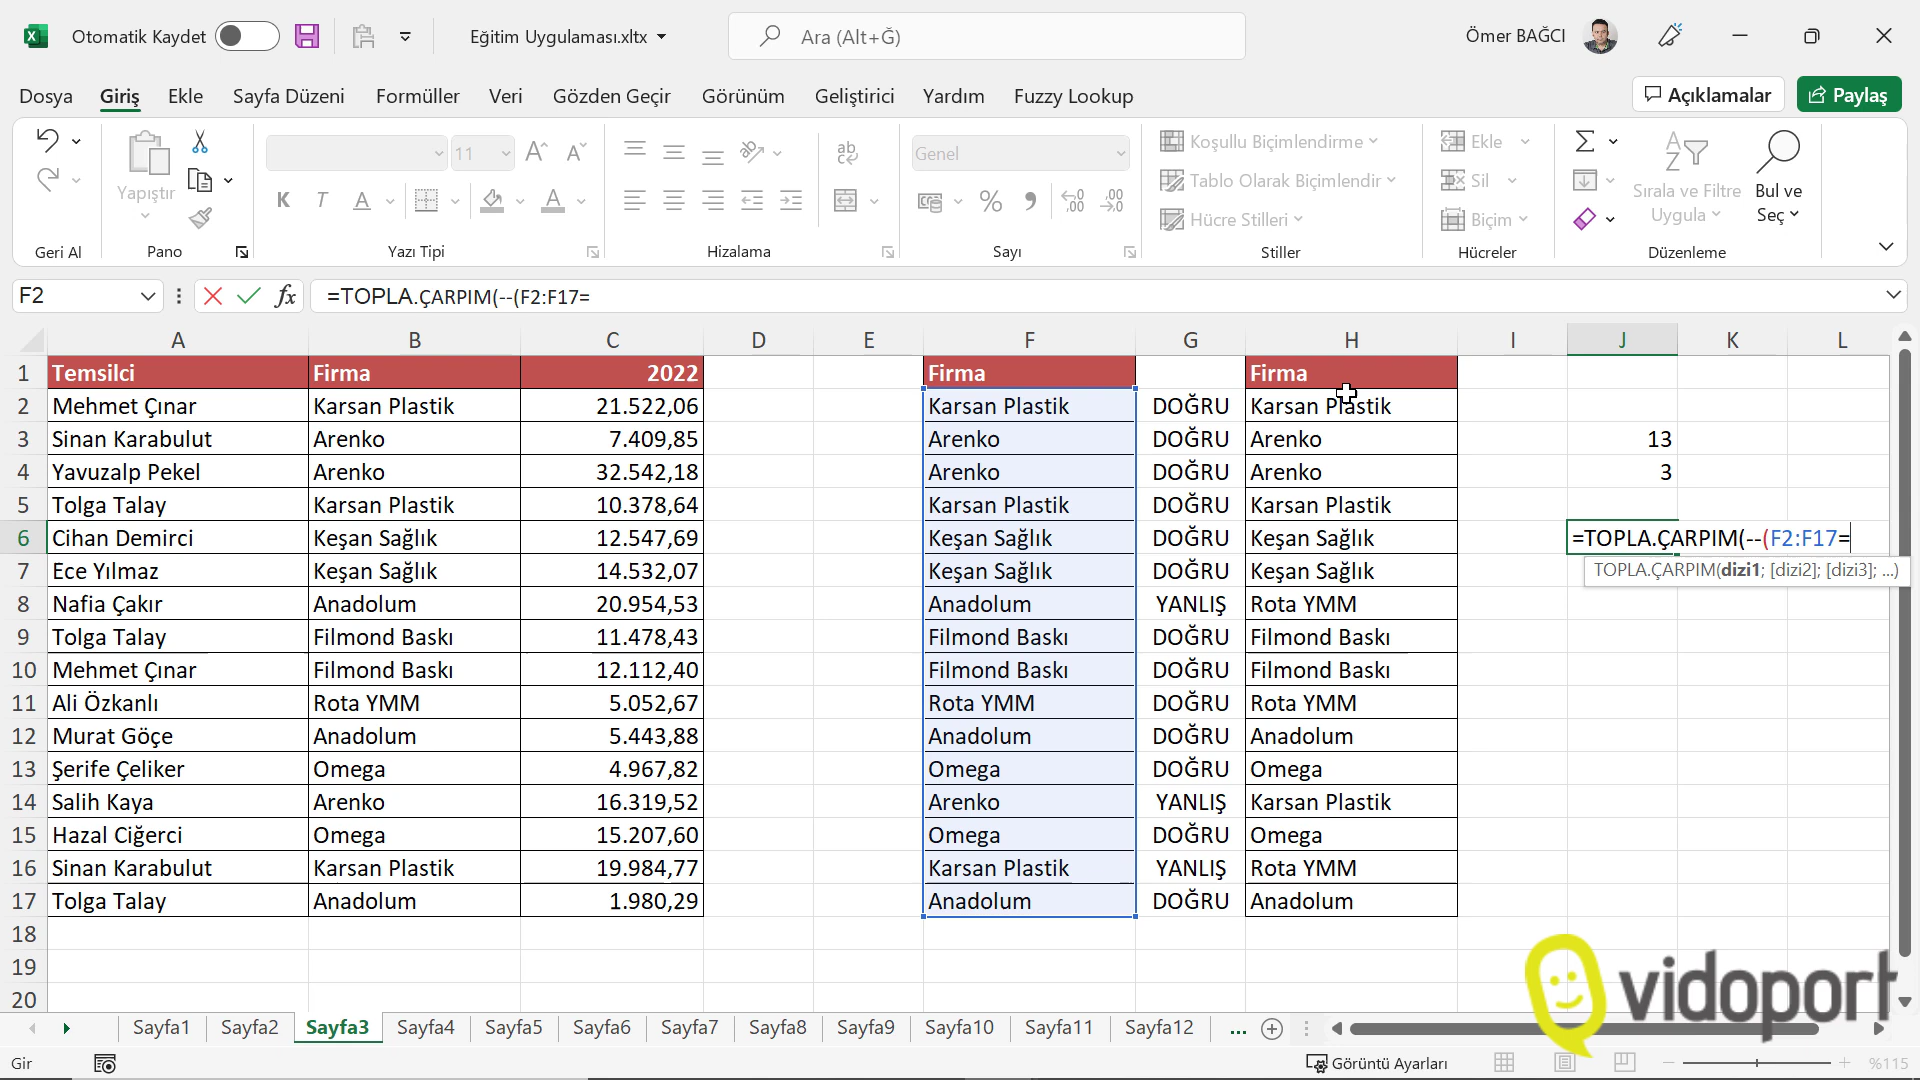 Otomatik Kaydet
Eğitim Uygulaması.xltx
Ara (Alt+Ğ)
Ömer BAĞCI
Dosya Giriş Ekle Sayfa Düzeni Formüller Veri Gözden Geçir Görünüm Geliştirici Yardım Fuzzy Lookup
Açıklamalar
Paylaş
Yapıştır
11
K T A
Genel
Koşullu Biçimlendirme
Tablo Olarak Biçimlendir
Hücre Stilleri
Ekle
Sil
Biçim
Sırala ve Filtre
Uygula
Bul ve
Seç
Geri Al Pano Yazı Tipi Hizalama Sayı Stiller Hücreler Düzenleme
F2 fx =TOPLA.ÇARPIM(--(F2:F17=
A B C D E F G H I J K L
1 Temsilci Firma 2022 Firma Firma
2 Mehmet Çınar Karsan Plastik 21.522,06 Karsan Plastik DOĞRU Karsan Plastik
3 Sinan Karabulut Arenko 7.409,85 Arenko DOĞRU Arenko 13
4 Yavuzalp Pekel Arenko 32.542,18 Arenko DOĞRU Arenko 3
5 Tolga Talay Karsan Plastik 10.378,64 Karsan Plastik DOĞRU Karsan Plastik
6 Cihan Demirci Keşan Sağlık 12.547,69 Keşan Sağlık DOĞRU Keşan Sağlık =TOPLA.ÇARPIM(--(F2:F17=
7 Ece Yılmaz Keşan Sağlık 14.532,07 Keşan Sağlık DOĞRU Keşan Sağlık TOPLA.ÇARPIM(dizi1; [dizi2]; [dizi3]; ...)
8 Nafia Çakır Anadolum 20.954,53 Anadolum YANLIŞ Rota YMM
9 Tolga Talay Filmond Baskı 11.478,43 Filmond Baskı DOĞRU Filmond Baskı
10 Mehmet Çınar Filmond Baskı 12.112,40 Filmond Baskı DOĞRU Filmond Baskı
11 Ali Özkanlı Rota YMM 5.052,67 Rota YMM DOĞRU Rota YMM
12 Murat Göçe Anadolum 5.443,88 Anadolum DOĞRU Anadolum
13 Şerife Çeliker Omega 4.967,82 Omega DOĞRU Omega
14 Salih Kaya Arenko 16.319,52 Arenko YANLIŞ Karsan Plastik
15 Hazal Ciğerci Omega 15.207,60 Omega DOĞRU Omega
16 Sinan Karabulut Karsan Plastik 19.984,77 Karsan Plastik YANLIŞ Rota YMM
17 Tolga Talay Anadolum 1.980,29 Anadolum DOĞRU Anadolum
18
19
20
vidoport
Sayfa1 Sayfa2 Sayfa3 Sayfa4 Sayfa5 Sayfa6 Sayfa7 Sayfa8 Sayfa9 Sayfa10 Sayfa11 Sayfa12 ...
Gir
Görüntü Ayarları
%115